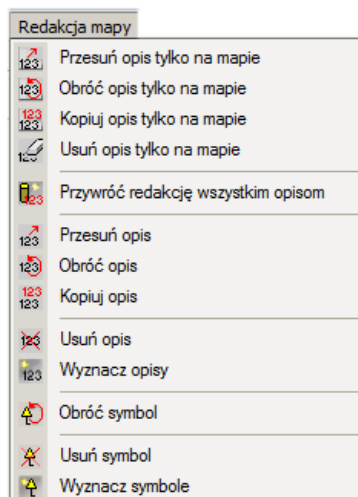 Redakcja mapy
Przesuń opis tylko na mapie
Obróć opis tylko na mapie
Kopiuj opis tylko na mapie
Usuń opis tylko na mapie
Przywróć redakcję wszystkim opisom
Przesuń opis
Obróć opis
Kopiuj opis
Usuń opis
Wyznacz opisy
Obróć symbol
Usuń symbol
Wyznacz symbole